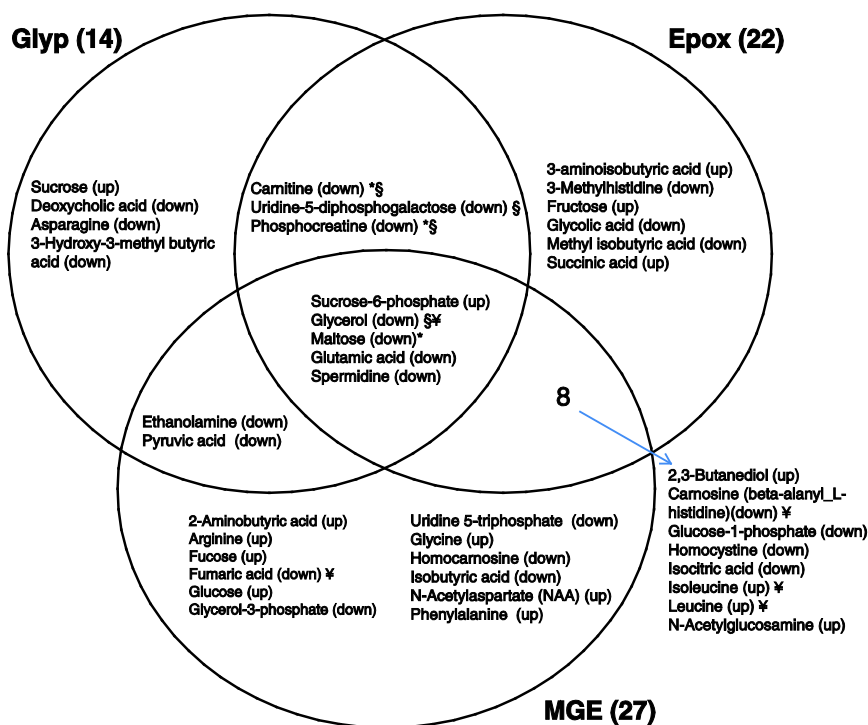 Glyp (14)
Epox (22)
Sucrose (up)
Deoxycholic acid (down)
Asparagine (down)
3-Hydroxy-3-methyl butyric
acid (down)
Carnitine (down) *§
Uridine-5-diphosphogalactose (down) §
Phosphocreatine (down) *§
3-aminoisobutyric acid (up)
3-Methylhistidine (down)
Fructose (up)
Glycolic acid (down)
Methyl isobutyric acid (down)
Succinic acid (up)
Sucrose-6-phosphate (up)
Glycerol (down) §¥
Maltose (down)*
Glutamic acid (down)
Spermidine (down)
8
Ethanolamine (down)
Pyruvic acid (down)
2,3-Butanediol (up)
Carnosine (beta-alanyl_L-
histidine)(down) ¥
Glucose-1-phosphate (down)
Homocystine (down)
Isocitric acid (down)
Isoleucine (up) ¥
Leucine (up) ¥
N-Acetylglucosamine (up)
2-Aminobutyric acid (up)
Arginine (up)
Fucose (up)
Fumaric acid (down) ¥
Glucose (up)
Glycerol-3-phosphate (down)
Uridine 5-triphosphate (down)
Glycine (up)
Homocarnosine (down)
Isobutyric acid (down)
N-Acetylaspartate (NAA) (up)
Phenylalanine (up)
MGE (27)